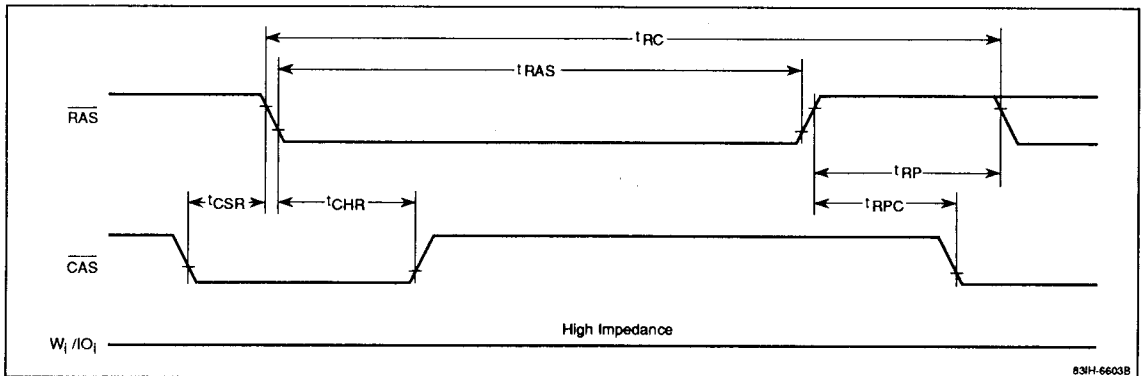 tRC
tRAS
RAS
tRP
tCSR
tCHR
tRPC
CAS
Wi /IOi
High Impedance
83IH-6603B